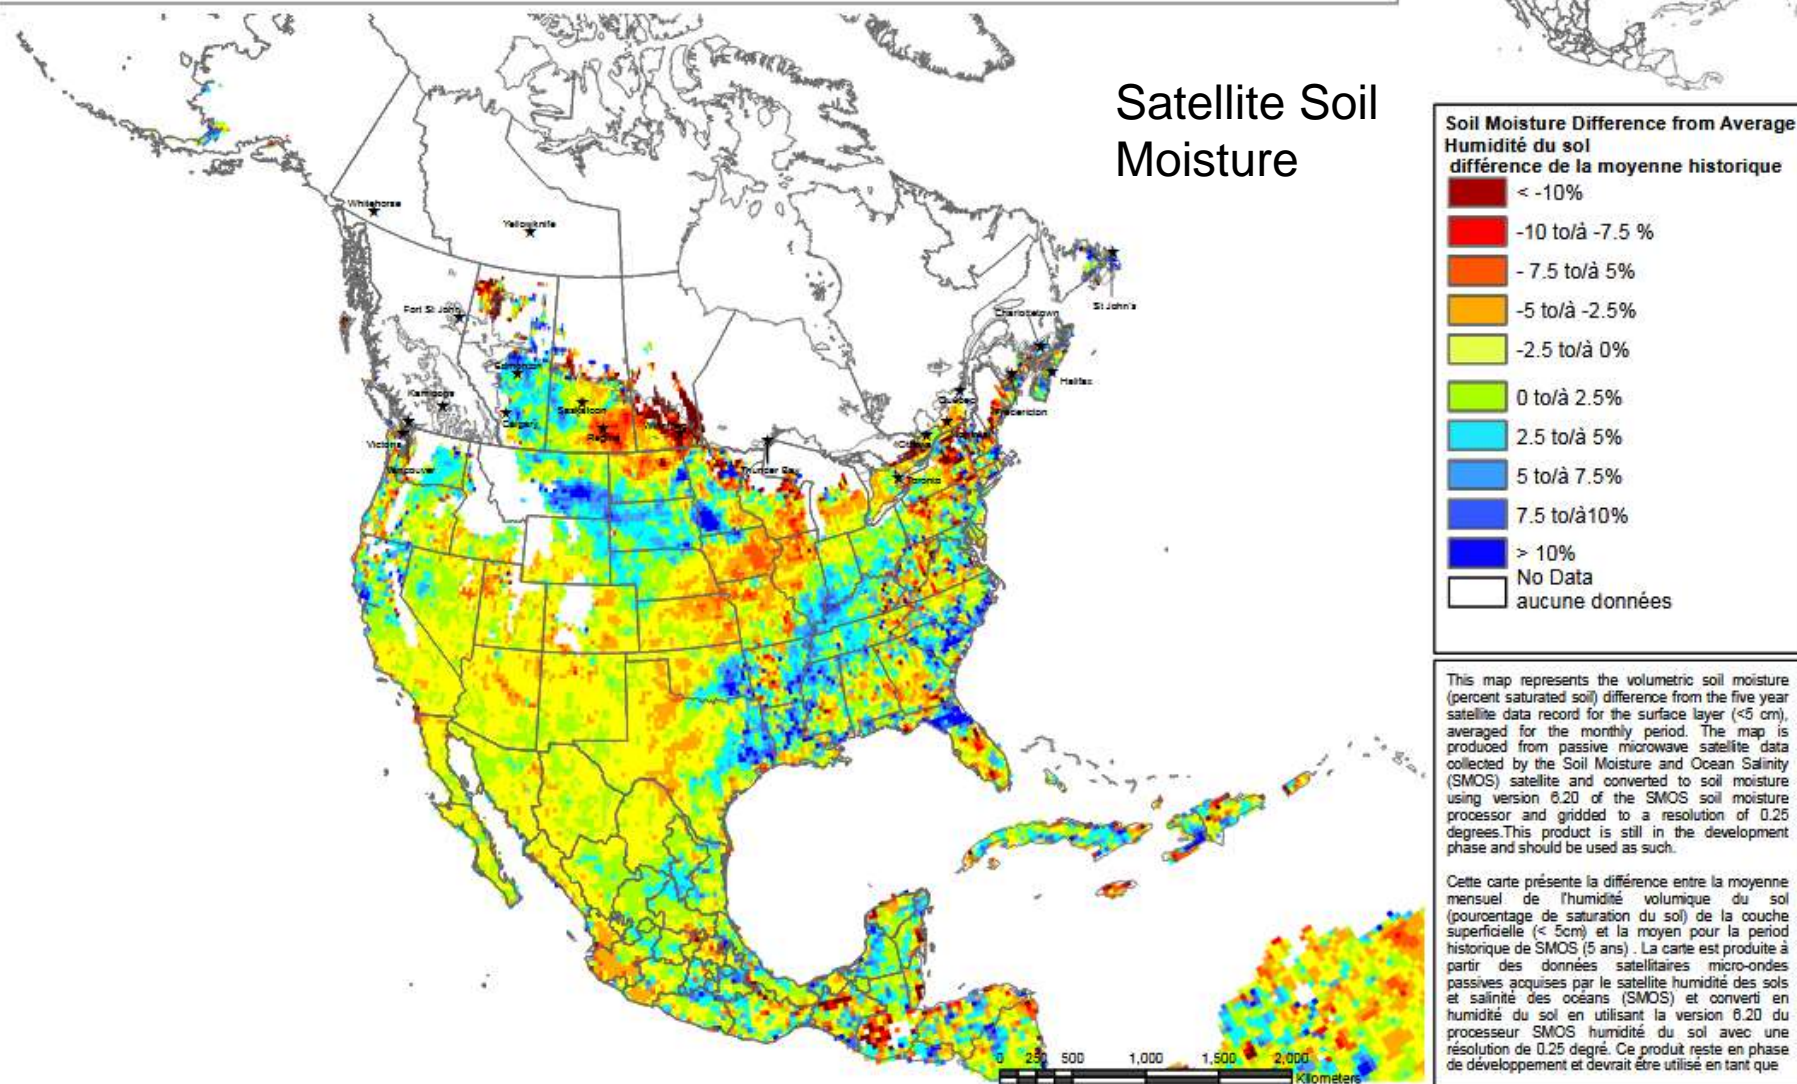 Satellite Soil
Moisture
Whitehorse
Yellowknife
Fort St John
Edmonton
Kamloops
Calgary
Saskatoon
Regina
Victoria
Vancouver
Thunder Bay
Toronto
Quebec
Fredericton
Charlottetown
Halifax
St John's
0 250 500 1,000 1,500 2,000
Kilometers
Soil Moisture Difference from Average
Humidité du sol
différence de la moyenne historique
< -10%
-10 to/à -7.5 %
- 7.5 to/à 5%
-5 to/à -2.5%
-2.5 to/à 0%
0 to/à 2.5%
2.5 to/à 5%
5 to/à 7.5%
7.5 to/à10%
> 10%
No Data
aucune données
This map represents the volumetric soil moisture
(percent saturated soil) difference from the five year
satellite data record for the surface layer (<5 cm),
averaged for the monthly period. The map is
produced from passive microwave satellite data
collected by the Soil Moisture and Ocean Salinity
(SMOS) satellite and converted to soil moisture
using version 6.20 of the SMOS soil moisture
processor and gridded to a resolution of 0.25
degrees.This product is still in the development
phase and should be used as such.
Cette carte présente la différence entre la moyenne
mensuel de l'humidité volumique du sol
(pourcentage de saturation du sol) de la couche
superficielle (< 5cm) et la moyen pour la period
historique de SMOS (5 ans) . La carte est produite à
partir des données satellitaires micro-ondes
passives acquises par le satellite humidité des sols
et salinité des océans (SMOS) et converti en
humidité du sol en utilisant la version 6.20 du
processeur SMOS humidité du sol avec une
résolution de 0.25 degré. Ce produit reste en phase
de développement et devrait être utilisé en tant que